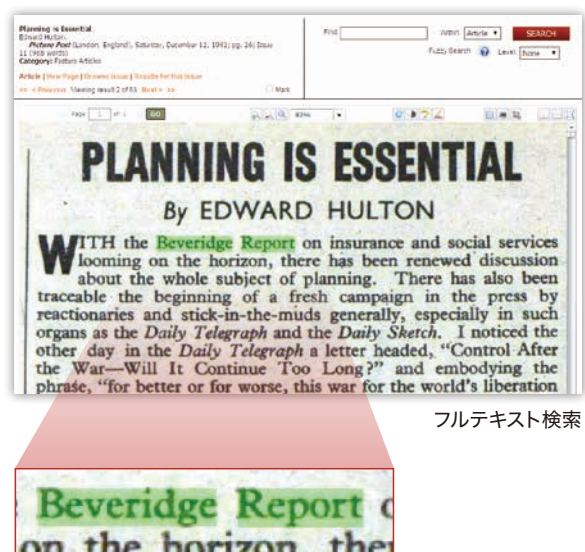 Planning is Essential.
Edward Hulton.
Picture Post (London, England), Saturday, December 12, 1942; pg. 26; Issue
11 (968 words)
Category: Feature Articles
Article | View Page | Browse Issue | Results for this Issue
<< < Previous Viewing result 2 of 93 Next > >>
Mark
Find Within Article SEARCH
Fuzzy Search Level: None
Page 1 of 1 GO 83%
PLANNING IS ESSENTIAL
By EDWARD HULTON
WITH the Beveridge Report on insurance and social services
looming on the horizon, there has been renewed discussion
about the whole subject of planning. There has also been
traceable the beginning of a fresh campaign in the press by
reactionaries and stick-in-the-muds generally, especially in such
organs as the Daily Telegraph and the Daily Sketch. I noticed the
other day in the Daily Telegraph a letter headed, “Control After
the War—Will It Continue Too Long?” and embodying the
phrase, “for better or for worse, this war for the world's liberation
フルテキスト検索
Beveridge Report
on the horizon, ther